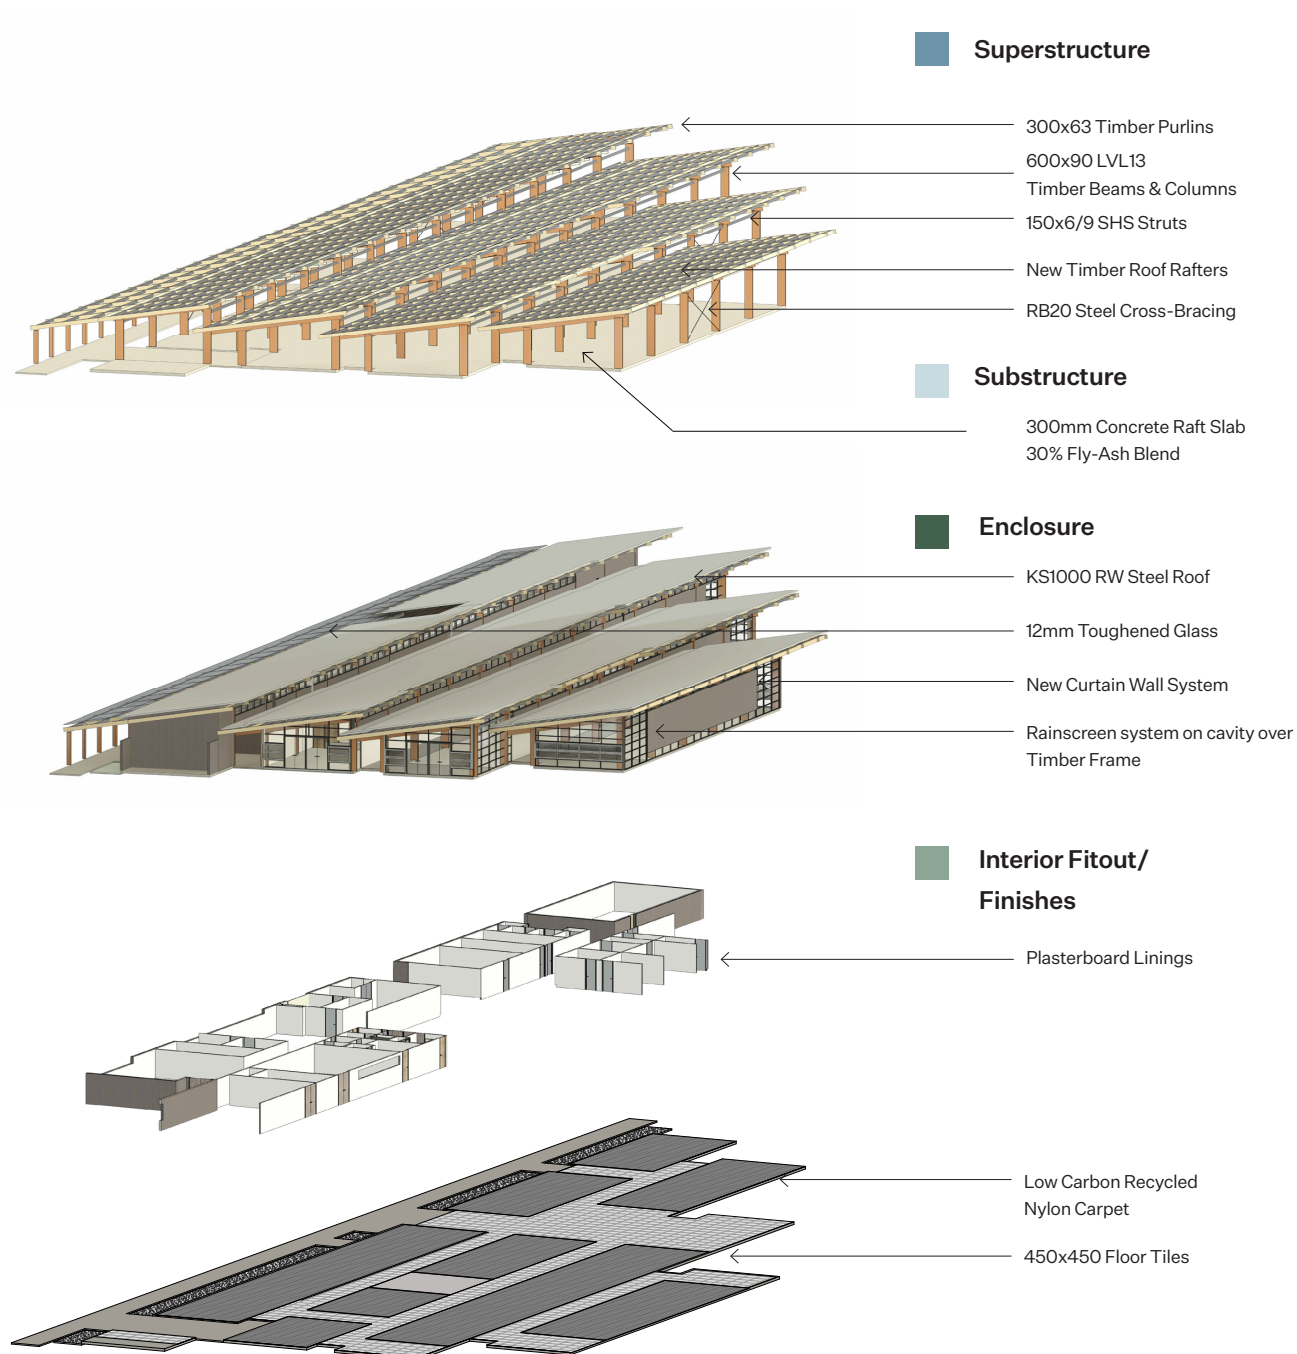 Superstructure
300x63 Timber Purlins
600x90 LVL13
Timber Beams & Columns
150x6/9 SHS Struts
New Timber Roof Rafters
RB20 Steel Cross-Bracing
Substructure
300mm Concrete Raft Slab
30% Fly-Ash Blend
Enclosure
KS1000 RW Steel Roof
12mm Toughened Glass
New Curtain Wall System
Rainscreen system on cavity over
Timber Frame
Interior Fitout/
Finishes
Plasterboard Linings
Low Carbon Recycled
Nylon Carpet
450x450 Floor Tiles